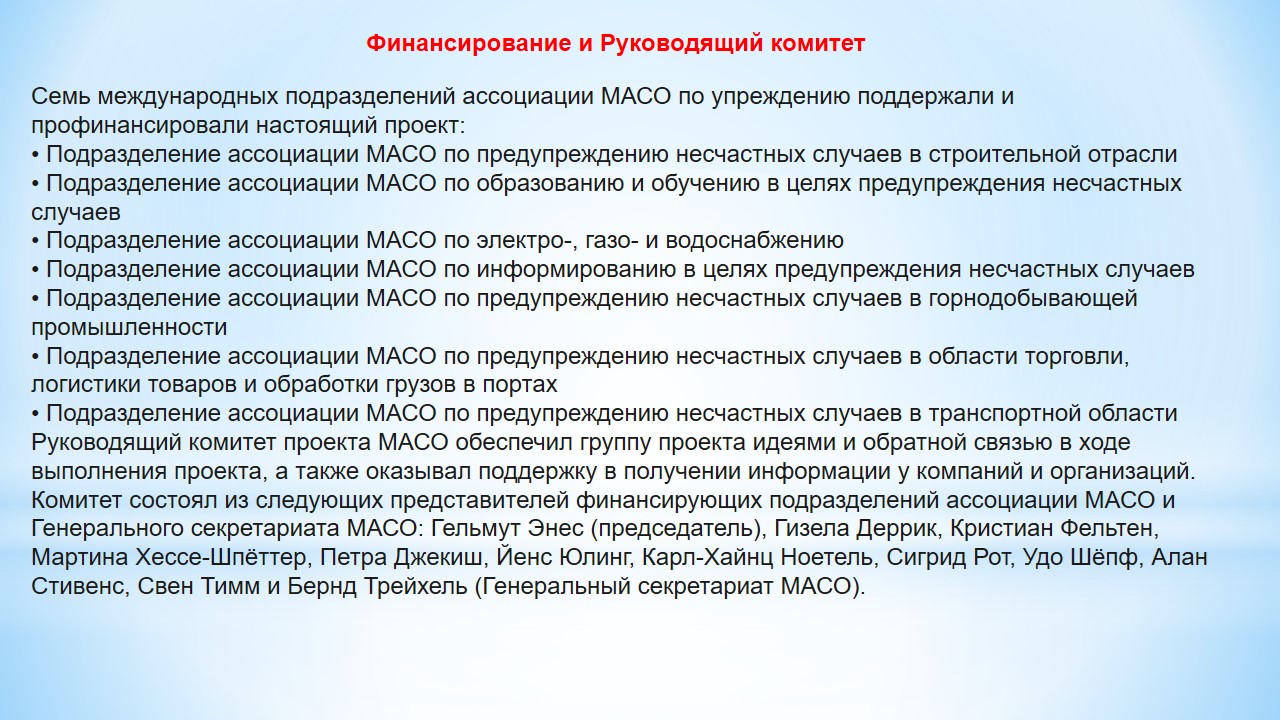 Финансирование и Руководящий комитет
Семь международных подразделений ассоциации МАСО по упреждению поддержали и
профинансировали настоящий проект:
• Подразделение ассоциации МАСО по предупреждению несчастных случаев в строительной отрасли
• Подразделение ассоциации МАСО по образованию и обучению в целях предупреждения несчастных
случаев
• Подразделение ассоциации МАСО по электро-, газо- и водоснабжению
• Подразделение ассоциации МАСО по информированию в целях предупреждения несчастных случаев
• Подразделение ассоциации МАСО по предупреждению несчастных случаев в горнодобывающей
промышленности
• Подразделение ассоциации МАСО по предупреждению несчастных случаев в области торговли,
логистики товаров и обработки грузов в портах
• Подразделение ассоциации МАСО по предупреждению несчастных случаев в транспортной области
Руководящий комитет проекта МАСО обеспечил группу проекта идеями и обратной связью в ходе
выполнения проекта, а также оказывал поддержку в получении информации у компаний и организаций.
Комитет состоял из следующих представителей финансирующих подразделений ассоциации МАСО и
Генерального секретариата МАСО: Гельмут Энес (председатель), Гизела Деррик, Кристиан Фельтен,
Мартина Хессе-Шпёттер, Петра Джекиш, Йенс Юлинг, Карл-Хайнц Ноетель, Сигрид Рот, Удо Шёпф, Алан
Стивенс, Свен Тимм и Бернд Трейхель (Генеральный секретариат МАСО).